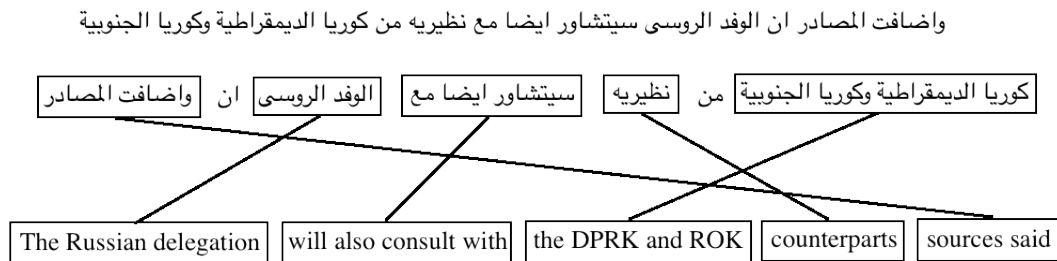 واضافت المصادر ان الوفد الروسى سيتشاور ايضا مع نظيريه من كوريا الديمقراطية وكوريا الجنوبية
واضافت المصادر ان الوفد الروسى سيتشاور ايضا مع نظيريه من كوريا الديمقراطية وكوريا الجنوبية
The Russian delegation will also consult with the DPRK and ROK counterparts sources said